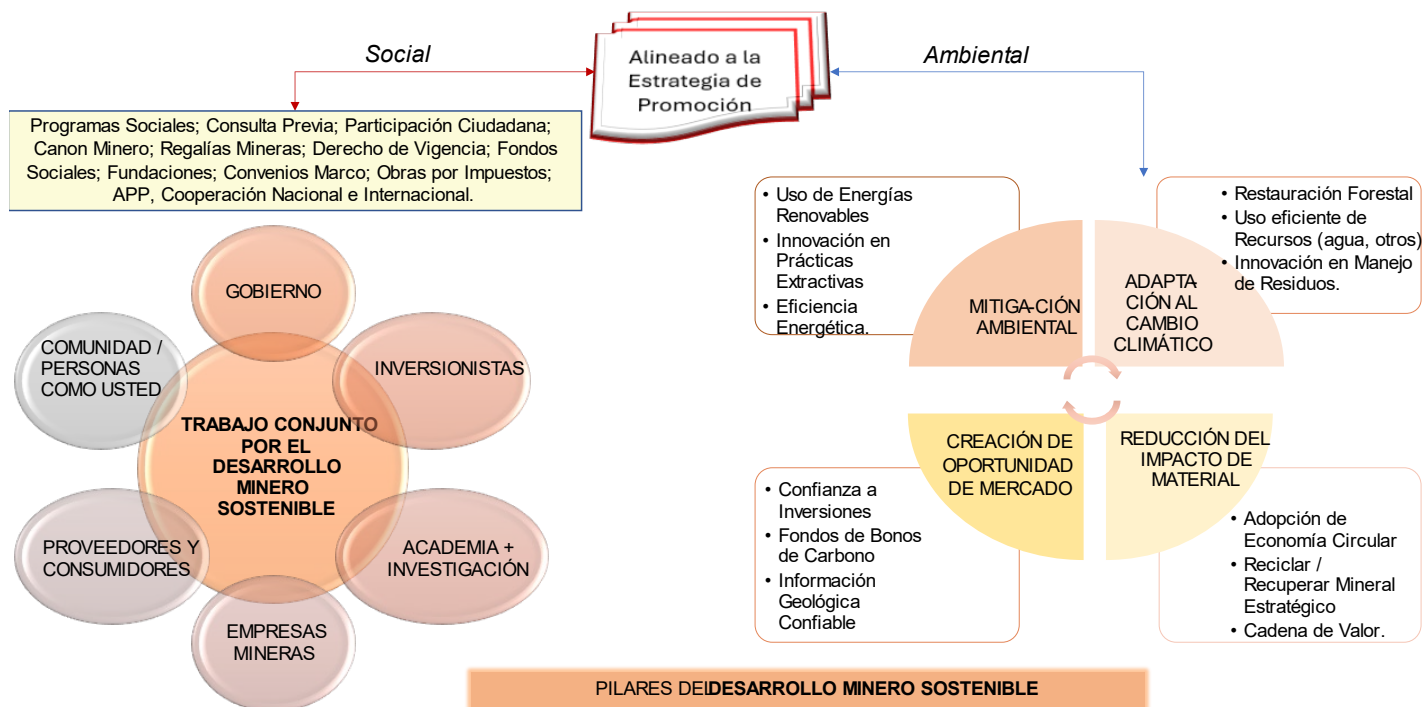 Social
Alineado a la
Estrategia de
Promoción
Ambiental
Programas Sociales; Consulta Previa; Participación Ciudadana;
Canon Minero; Regalías Mineras; Derecho de Vigencia; Fondos
Sociales; Fundaciones; Convenios Marco; Obras por Impuestos;
APP, Cooperación Nacional e Internacional.
GOBIERNO
INVERSIONISTAS
ACADEMIA +
INVESTIGACIÓN
EMPRESAS
MINERAS
PROVEEDORES Y
CONSUMIDORES
COMUNIDAD /
PERSONAS
COMO USTED
TRABAJO CONJUNTO
POR EL
DESARROLLO
MINERO
SOSTENIBLE
• Uso de Energías
Renovables
• Innovación en
Prácticas
Extractivas
• Eficiencia
Energética.
MITIGA-CIÓN
AMBIENTAL
ADAPTA-
CIÓN AL
CAMBIO
CLIMÁTICO
• Restauración Forestal
• Uso eficiente de
Recursos (agua, otros)
• Innovación en Manejo
de Residuos.
• Confianza a
Inversiones
• Fondos de Bonos
de Carbono
• Información
Geológica
Confiable
CREACIÓN DE
OPORTUNIDAD
DE MERCADO
REDUCCIÓN DEL
IMPACTO DE
MATERIAL
• Adopción de
Economía Circular
• Reciclar /
Recuperar Mineral
Estratégico
• Cadena de Valor.
PILARES DEL DESARROLLO MINERO SOSTENIBLE